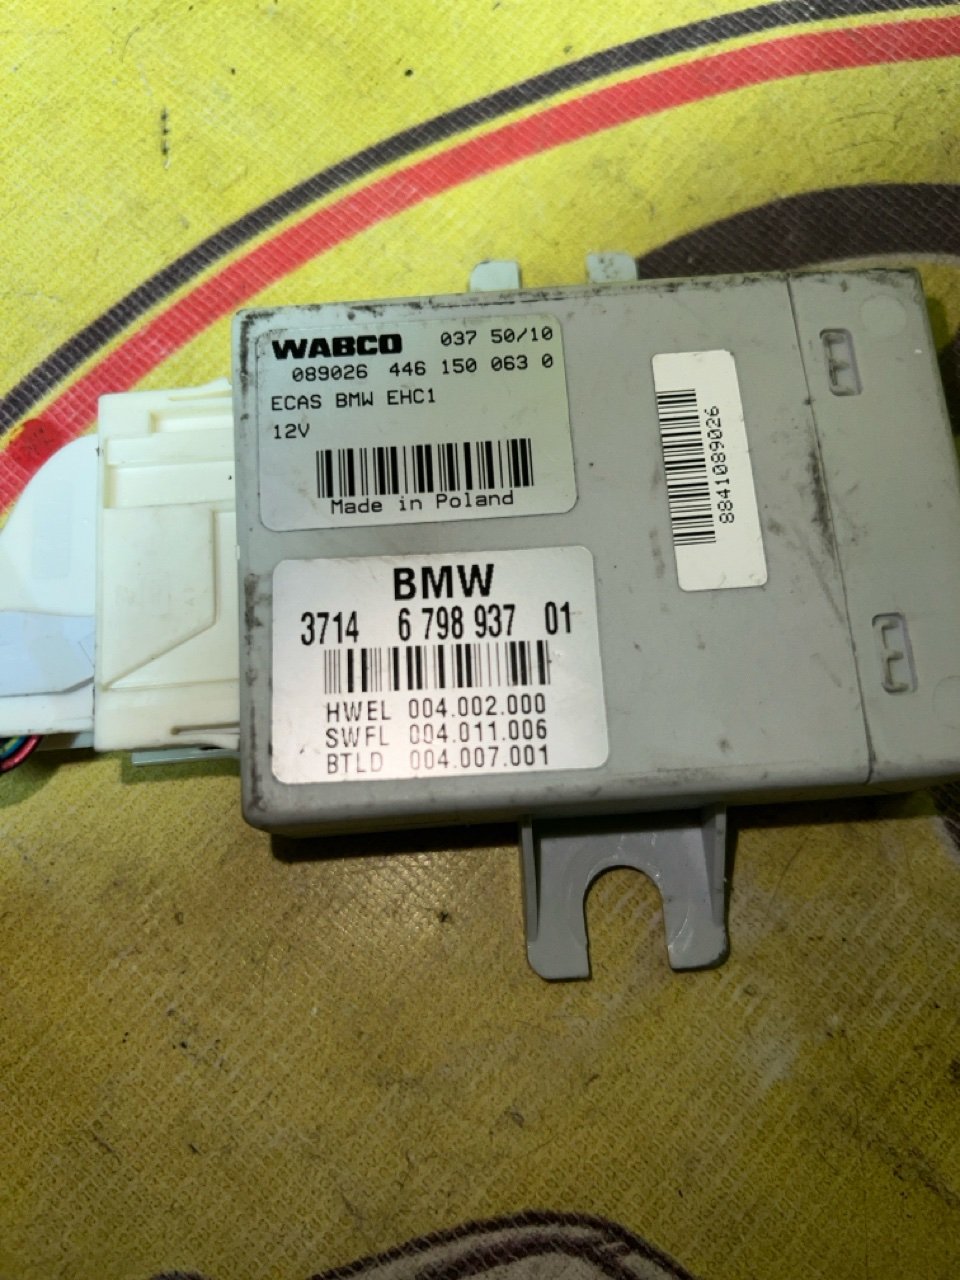 WABCO 037 50/10
089026 446 150 063 0
ECAS BMW EHC1
12V
Made in Poland
BMW
3714 6 798 937 01
HWEL 004.002.000
SWFL 004.011.006
BTLD 004.007.001
8841089026